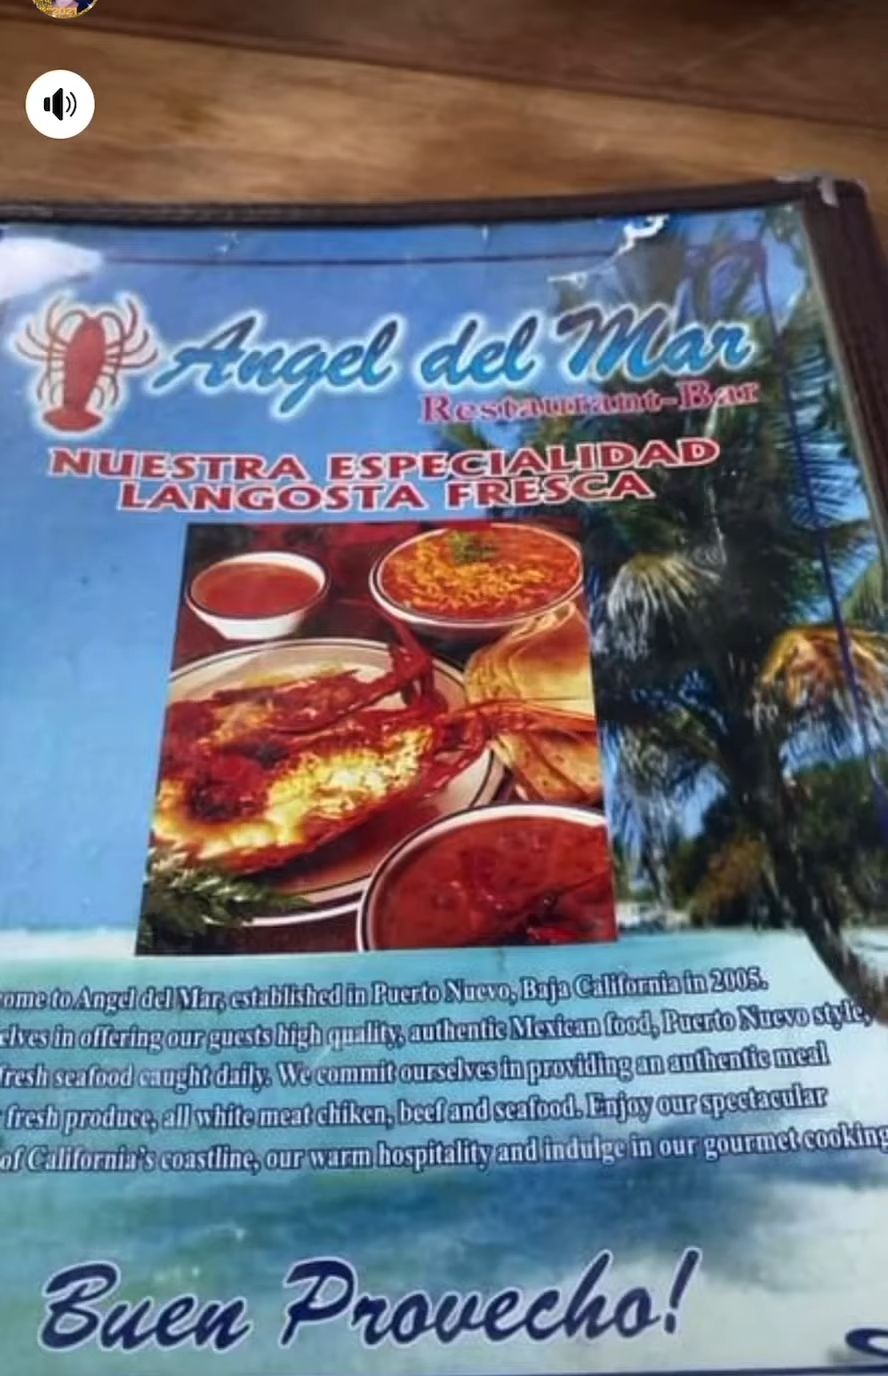 2021
Angel del Mar
Restaurant-Bar
NUESTRA ESPECIALIDAD
LANGOSTA FRESCA
ome to Angel del Mar, established in Puerto Nuevo, Baja California in 2005.
elves in offering our guests high quality, authentic Mexican food, Puerto Nuevo style,
fresh seafood caught daily. We commit ourselves in providing an authentic meal
fresh produce, all white meat chiken, beef and seafood. Enjoy our spectacular
of California's coastline, our warm hospitality and indulge in our gourmet cooking
Buen Provecho!